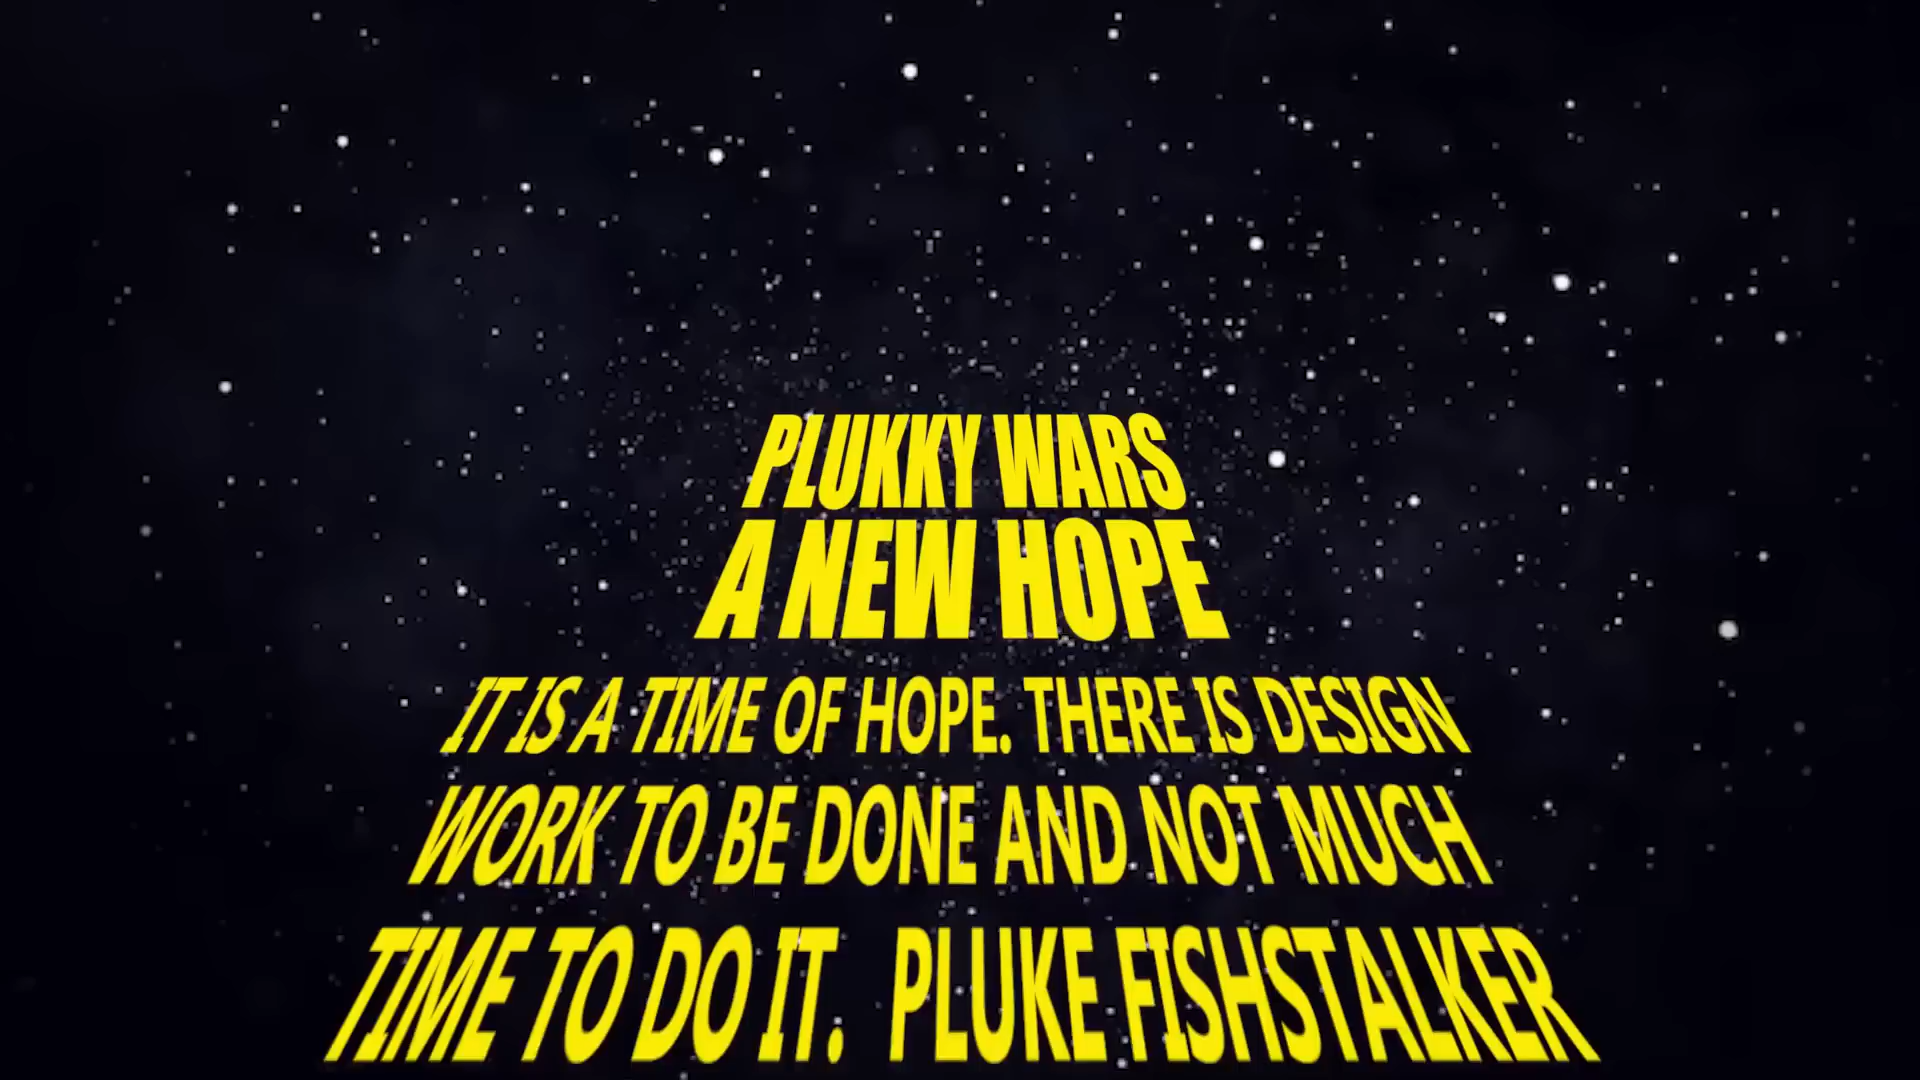 PLUKKY WARS
A NEW HOPE
IT IS A TIME OF HOPE. THERE IS DESIGN
WORK TO BE DONE AND NOT MUCH
TIME TO DO IT. PLUKE FISHSTALKER